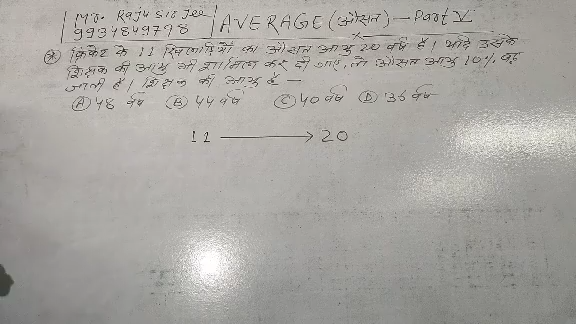 Mr. Raju sir Jee
9934849798
AVERAGE (औसत) - Part V
क्रिकेट के 11 खिलाड़ियों का औसत आयु 20 वर्ष है। यदि उसके
शिक्षक की आयु भी शामिल कर दी जाए, तो औसत आयु 10% बढ़
जाती है। शिक्षक की आयु है —
(A) 48 वर्ष (B) 44 वर्ष (C) 40 वर्ष (D) 36 वर्ष
11 → 20